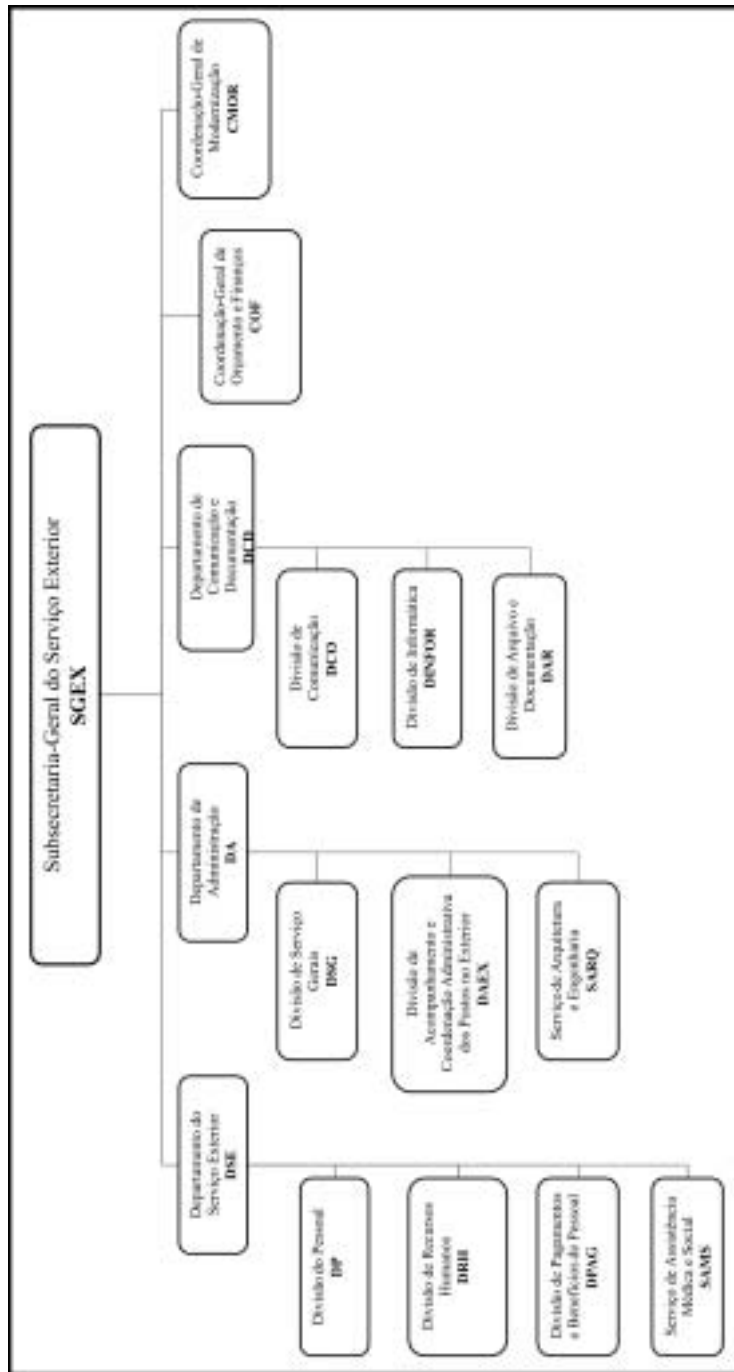 Subsecretaria-Geral do Serviço Exterior
SGEX
Departamento do
Serviço Exterior
DSE
Divisão do Pessoal
DP
Divisão de Recursos
Humanos
DRH
Divisão de Pagamentos
e Benefícios do Pessoal
DPAG
Serviço de Assistência
Médica e Social
SAMS
Departamento de
Administração
DA
Divisão de Serviço
Gerais
DSG
Divisão de
Acompanhamento e
Coordenação Administrativa
dos Postos no Exterior
DAEX
Serviço de Arquitetura
e Engenharia
SARQ
Departamento de
Comunicação e
Documentação
DCD
Divisão de
Comunicação
DCO
Divisão de Informática
DINFOR
Divisão de Arquivo e
Documentação
DAR
Coordenação-Geral de
Orçamento e Finanças
COF
Coordenação-Geral de
Modernização
CMOR